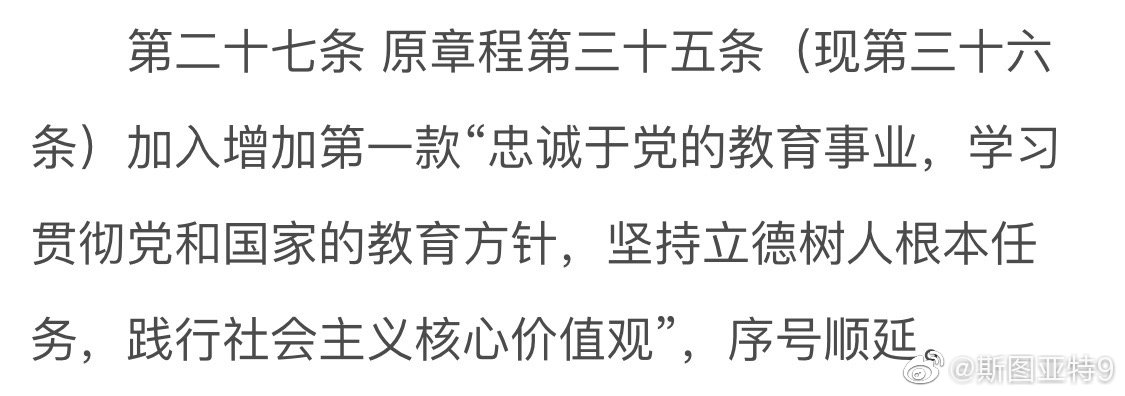 第二十七条 原章程第三十五条（现第三十六
条）加入增加第一款“忠诚于党的教育事业，学习
贯彻党和国家的教育方针，坚持立德树人根本任
务，践行社会主义核心价值观”，序号顺延。
@斯图亚特9